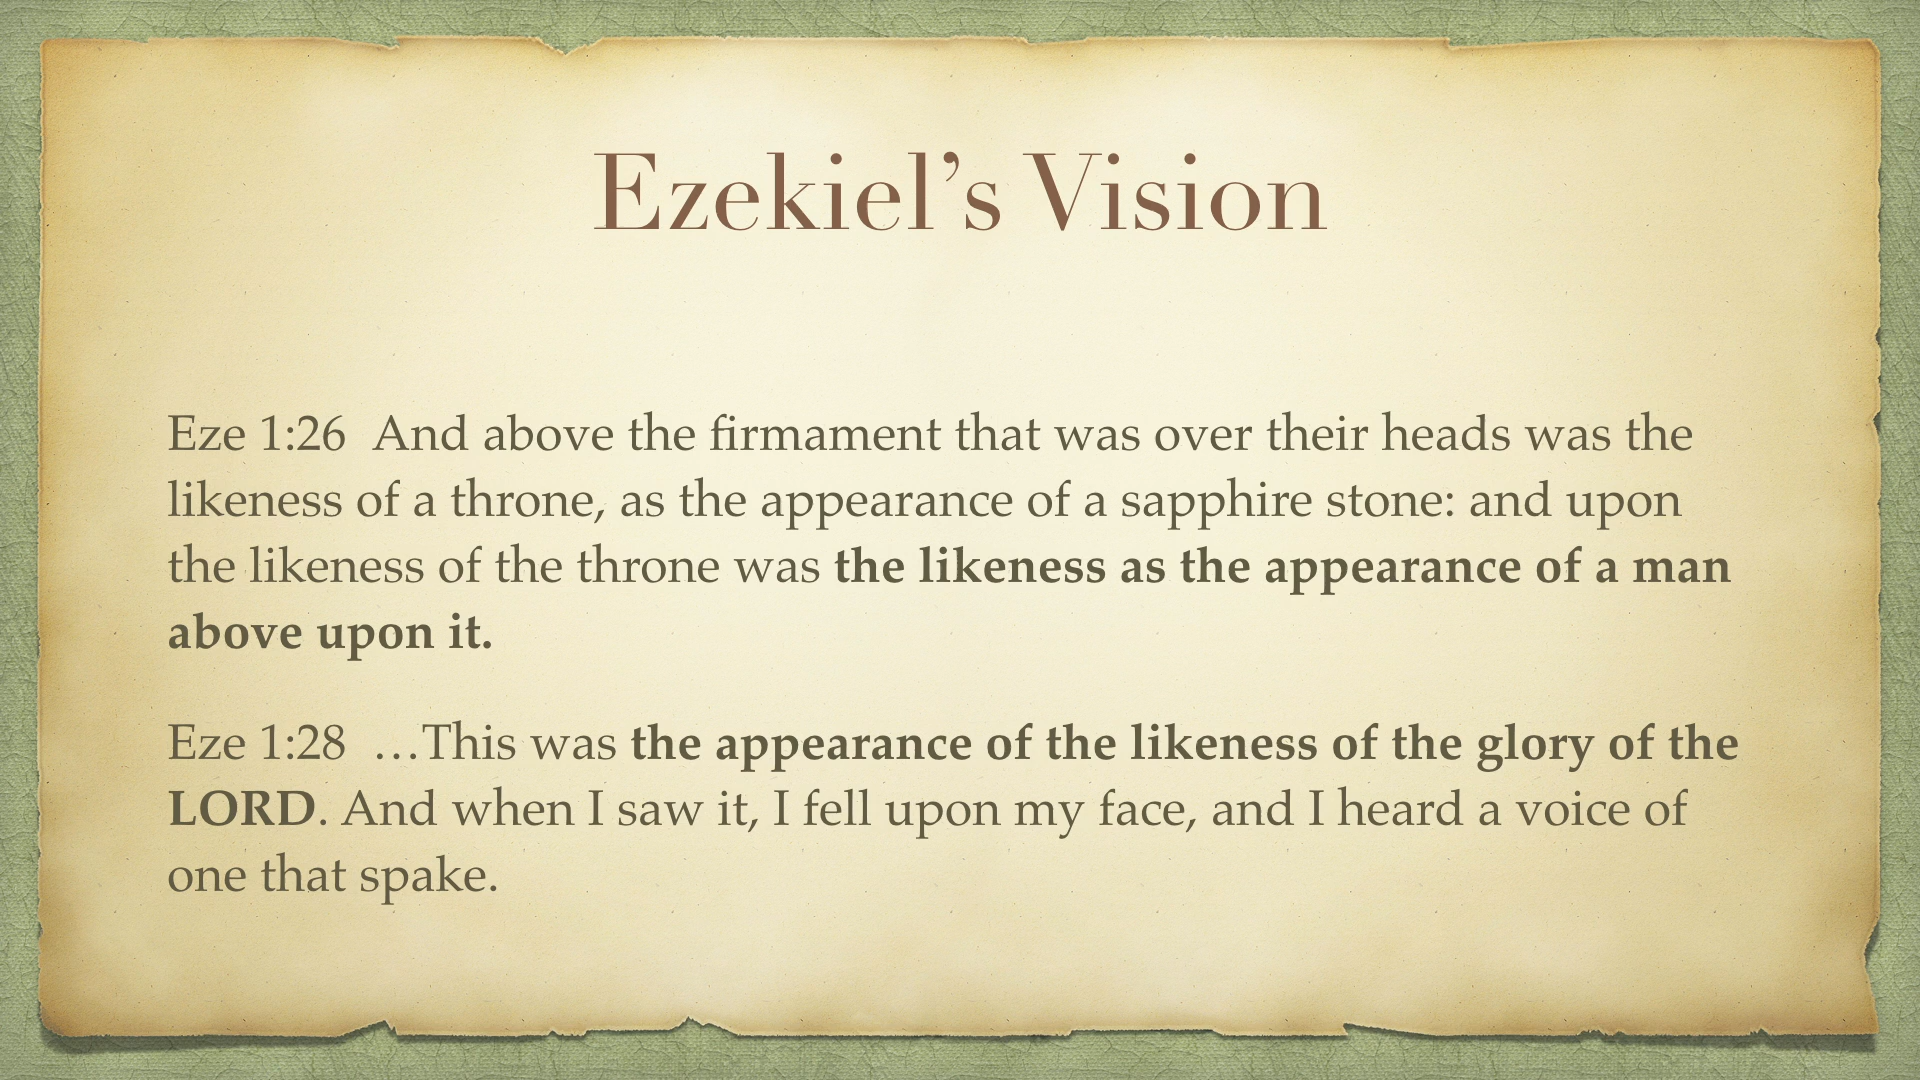 Ezekiel’s Vision
Eze 1:26  And above the firmament that was over their heads was the
likeness of a throne, as the appearance of a sapphire stone: and upon
the likeness of the throne was the likeness as the appearance of a man
above upon it.
Eze 1:28  …This was the appearance of the likeness of the glory of the
LORD. And when I saw it, I fell upon my face, and I heard a voice of
one that spake.